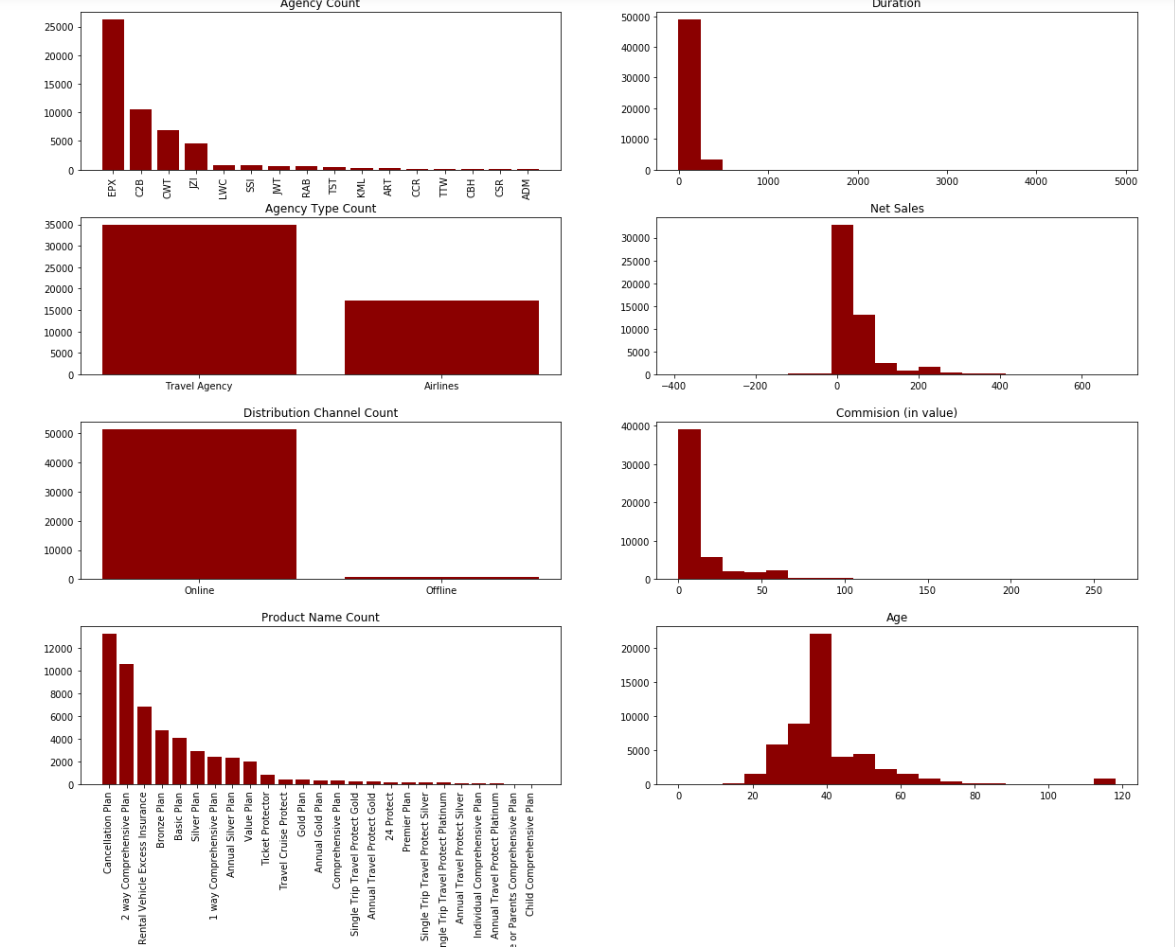 Agency Count
25000
20000
15000
10000
5000
0
EPX
C2B
CWT
JZI
LWC
SSI
JWT
RAB
TST
KML
ART
CCR
TTW
CBH
CSR
ADM
Duration
50000
40000
30000
20000
10000
0
0 1000 2000 3000 4000 5000
Agency Type Count
35000
30000
25000
20000
15000
10000
5000
0
Travel Agency Airlines
Net Sales
30000
25000
20000
15000
10000
5000
0
−400 −200 0 200 400 600
Distribution Channel Count
50000
40000
30000
20000
10000
0
Online Offline
Commision (in value)
40000
30000
20000
10000
0
0 50 100 150 200 250
Product Name Count
12000
10000
8000
6000
4000
2000
0
Cancellation Plan
2 way Comprehensive Plan
Rental Vehicle Excess Insurance
Bronze Plan
Basic Plan
Silver Plan
1 way Comprehensive Plan
Annual Silver Plan
Value Plan
Ticket Protector
Travel Cruise Protect
Gold Plan
Annual Gold Plan
Comprehensive Plan
Single Trip Travel Protect Gold
Annual Travel Protect Gold
24 Protect
Premier Plan
Single Trip Travel Protect Silver
ngle Trip Travel Protect Platinum
Annual Travel Protect Silver
Individual Comprehensive Plan
Annual Travel Protect Platinum
e or Parents Comprehensive Plan
Child Comprehensive Plan
Age
20000
15000
10000
5000
0
0 20 40 60 80 100 120